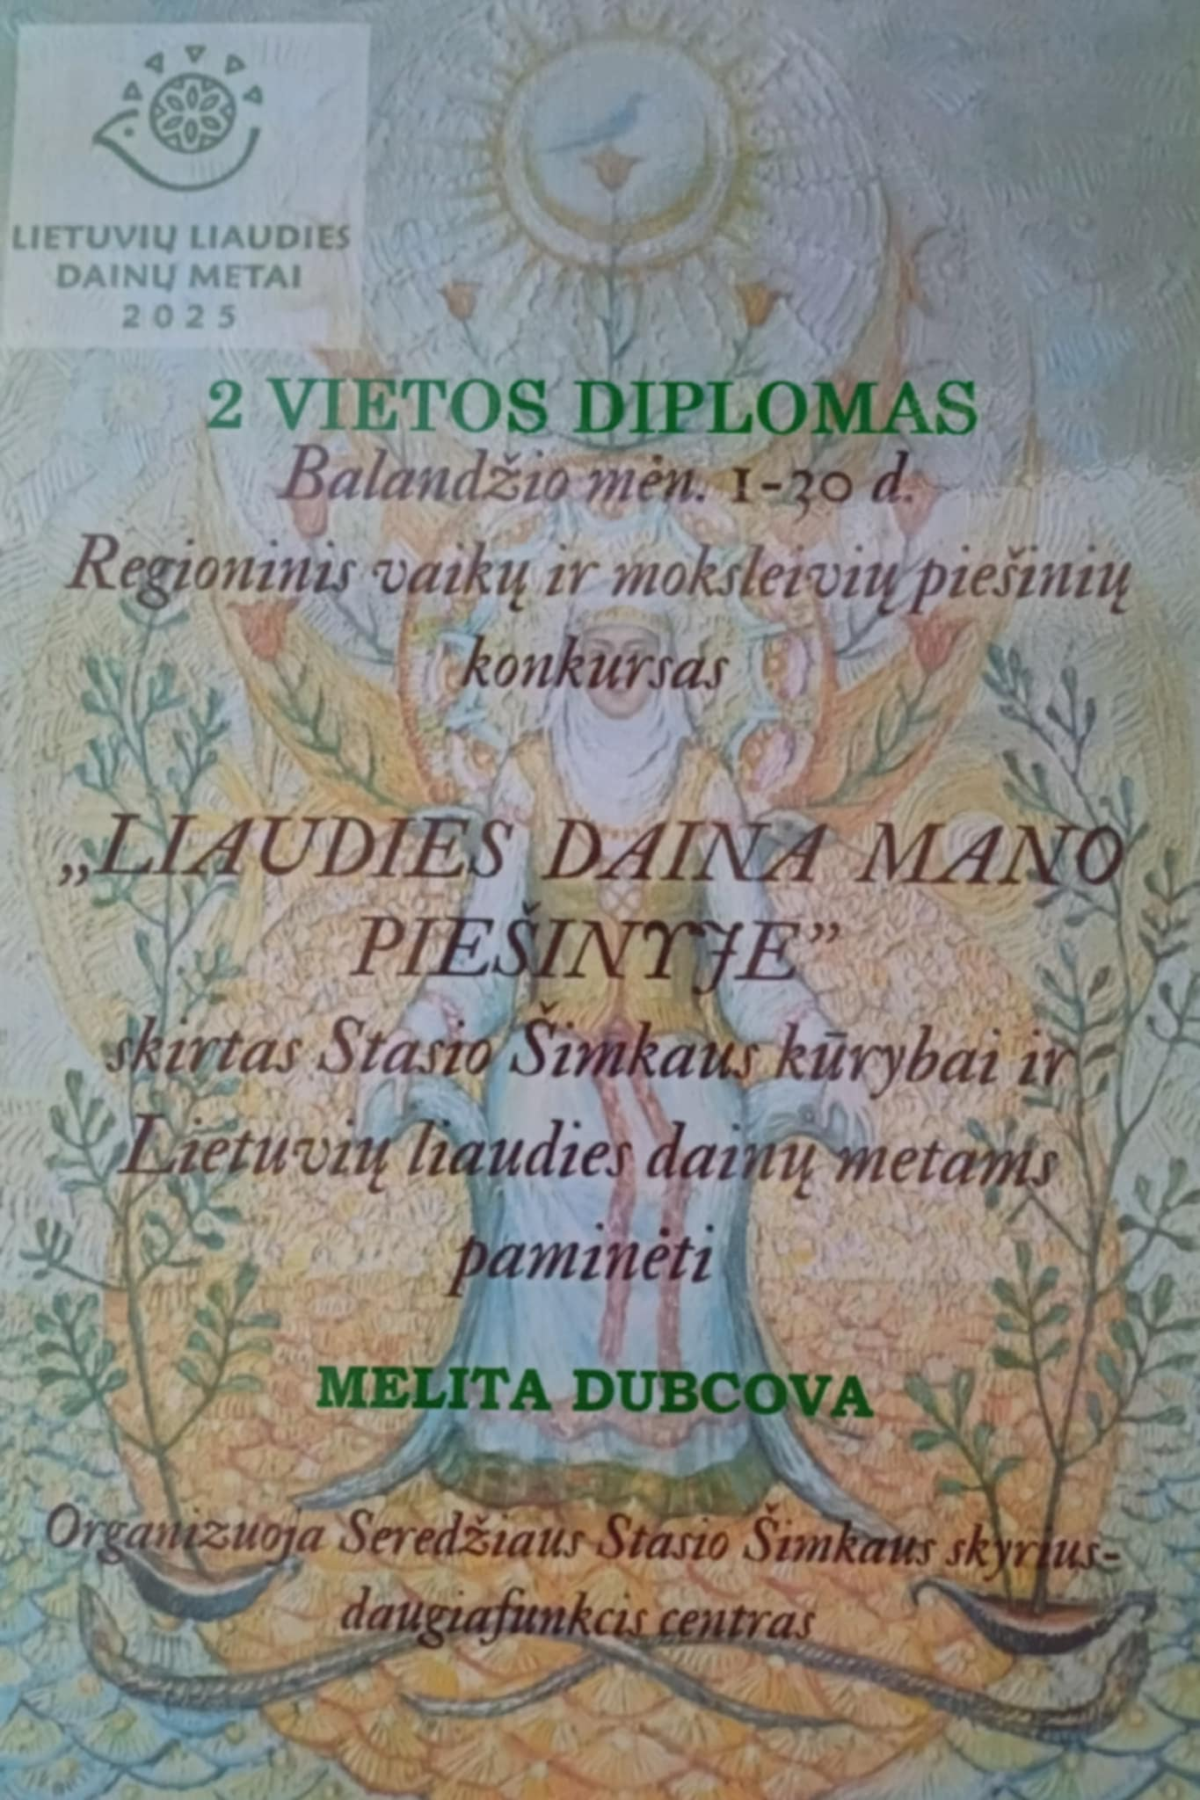 LIETUVIŲ LIAUDIES
DAINŲ METAI
2025
2 VIETOS DIPLOMAS
Balandžio mėn. 1-30 d.
Regioninis vaikų ir moksleivių piešinių
konkursas
„LIAUDIES DAINA MANO
PIEŠINYJE”
skirtas Stasio Šimkaus kūrybai ir
Lietuvių liaudies dainų metams
paminėti
MELITA DUBCOVA
Organizuoja Seredžiaus Stasio Šimkaus skyrius-
daugiafunkcis centras